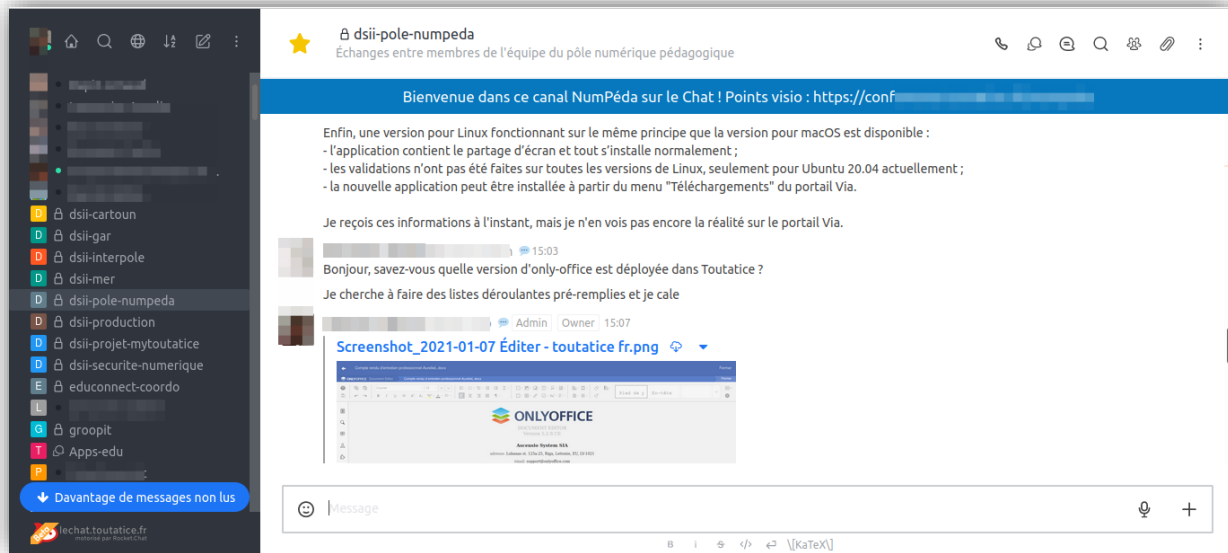 dsii-cartoun
dsii-gar
dsii-interpole
dsii-mer
dsii-pole-numpeda
dsii-production
dsii-projet-mytoutatice
dsii-securite-numerique
educonnect-coordo
groopit
Apps-edu
Davantage de messages non lus
Beta
lechat.toutatice.fr
motorisé par Rocket.Chat
dsii-pole-numpeda
Échanges entre membres de l'équipe du pôle numérique pédagogique
Bienvenue dans ce canal NumPéda sur le Chat ! Points visio : https://conf
Enfin, une version pour Linux fonctionnant sur le même principe que la version pour macOS est disponible :
- l’application contient le partage d’écran et tout s’installe normalement ;
- les validations n’ont pas été faites sur toutes les versions de Linux, seulement pour Ubuntu 20.04 actuellement ;
- la nouvelle application peut être installée à partir du menu "Téléchargements" du portail Via.
Je reçois ces informations à l'instant, mais je n'en vois pas encore la réalité sur le portail Via.
15:03
Bonjour, savez-vous quelle version d'only-office est déployée dans Toutatice ?
Je cherche à faire des listes déroulantes pré-remplies et je cale
Admin Owner 15:07
Screenshot_2021-01-07 Éditer - toutatice fr.png
ONLYOFFICE
DOCUMENT EDITOR
Ascensio System SIA
Message
B i S </> \[KaTeX\]